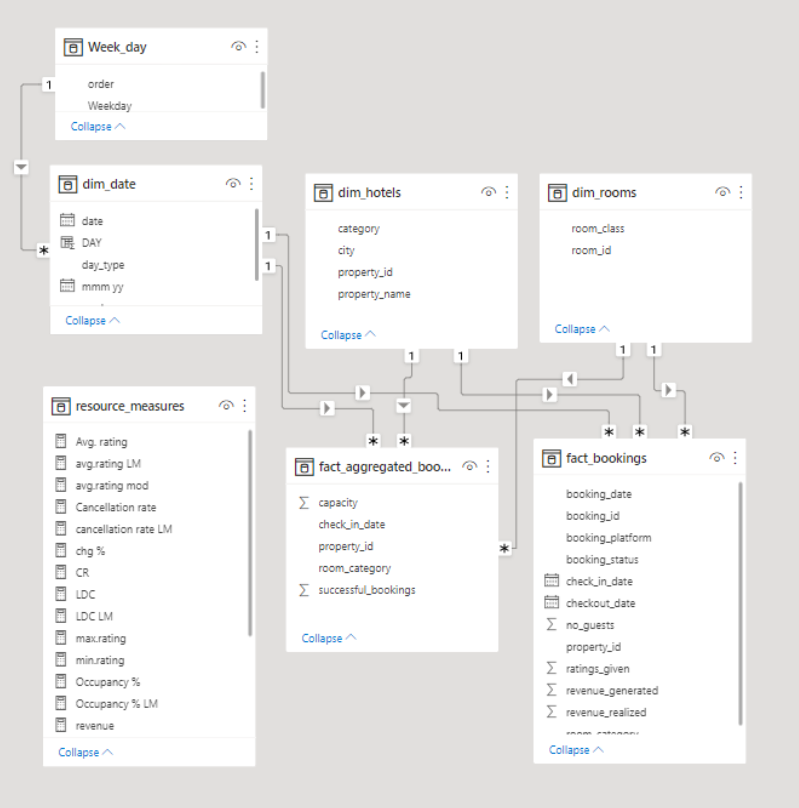 Week_day
order
Weekday
Collapse
1
dim_date
date
DAY
day_type
mmm yy
Collapse
*
1
1
dim_hotels
category
city
property_id
property_name
Collapse
1
1
dim_rooms
room_class
room_id
Collapse
1
1
resource_measures
Avg. rating
avg.rating LM
avg.rating mod
Cancellation rate
cancellation rate LM
chg %
CR
LDC
LDC LM
max.rating
min.rating
Occupancy %
Occupancy % LM
revenue
Collapse
*
*
fact_aggregated_boo...
capacity
check_in_date
property_id
room_category
successful_bookings
Collapse
*
*
*
*
fact_bookings
booking_date
booking_id
booking_platform
booking_status
check_in_date
checkout_date
no_guests
property_id
ratings_given
revenue_generated
revenue_realized
room_category
Collapse